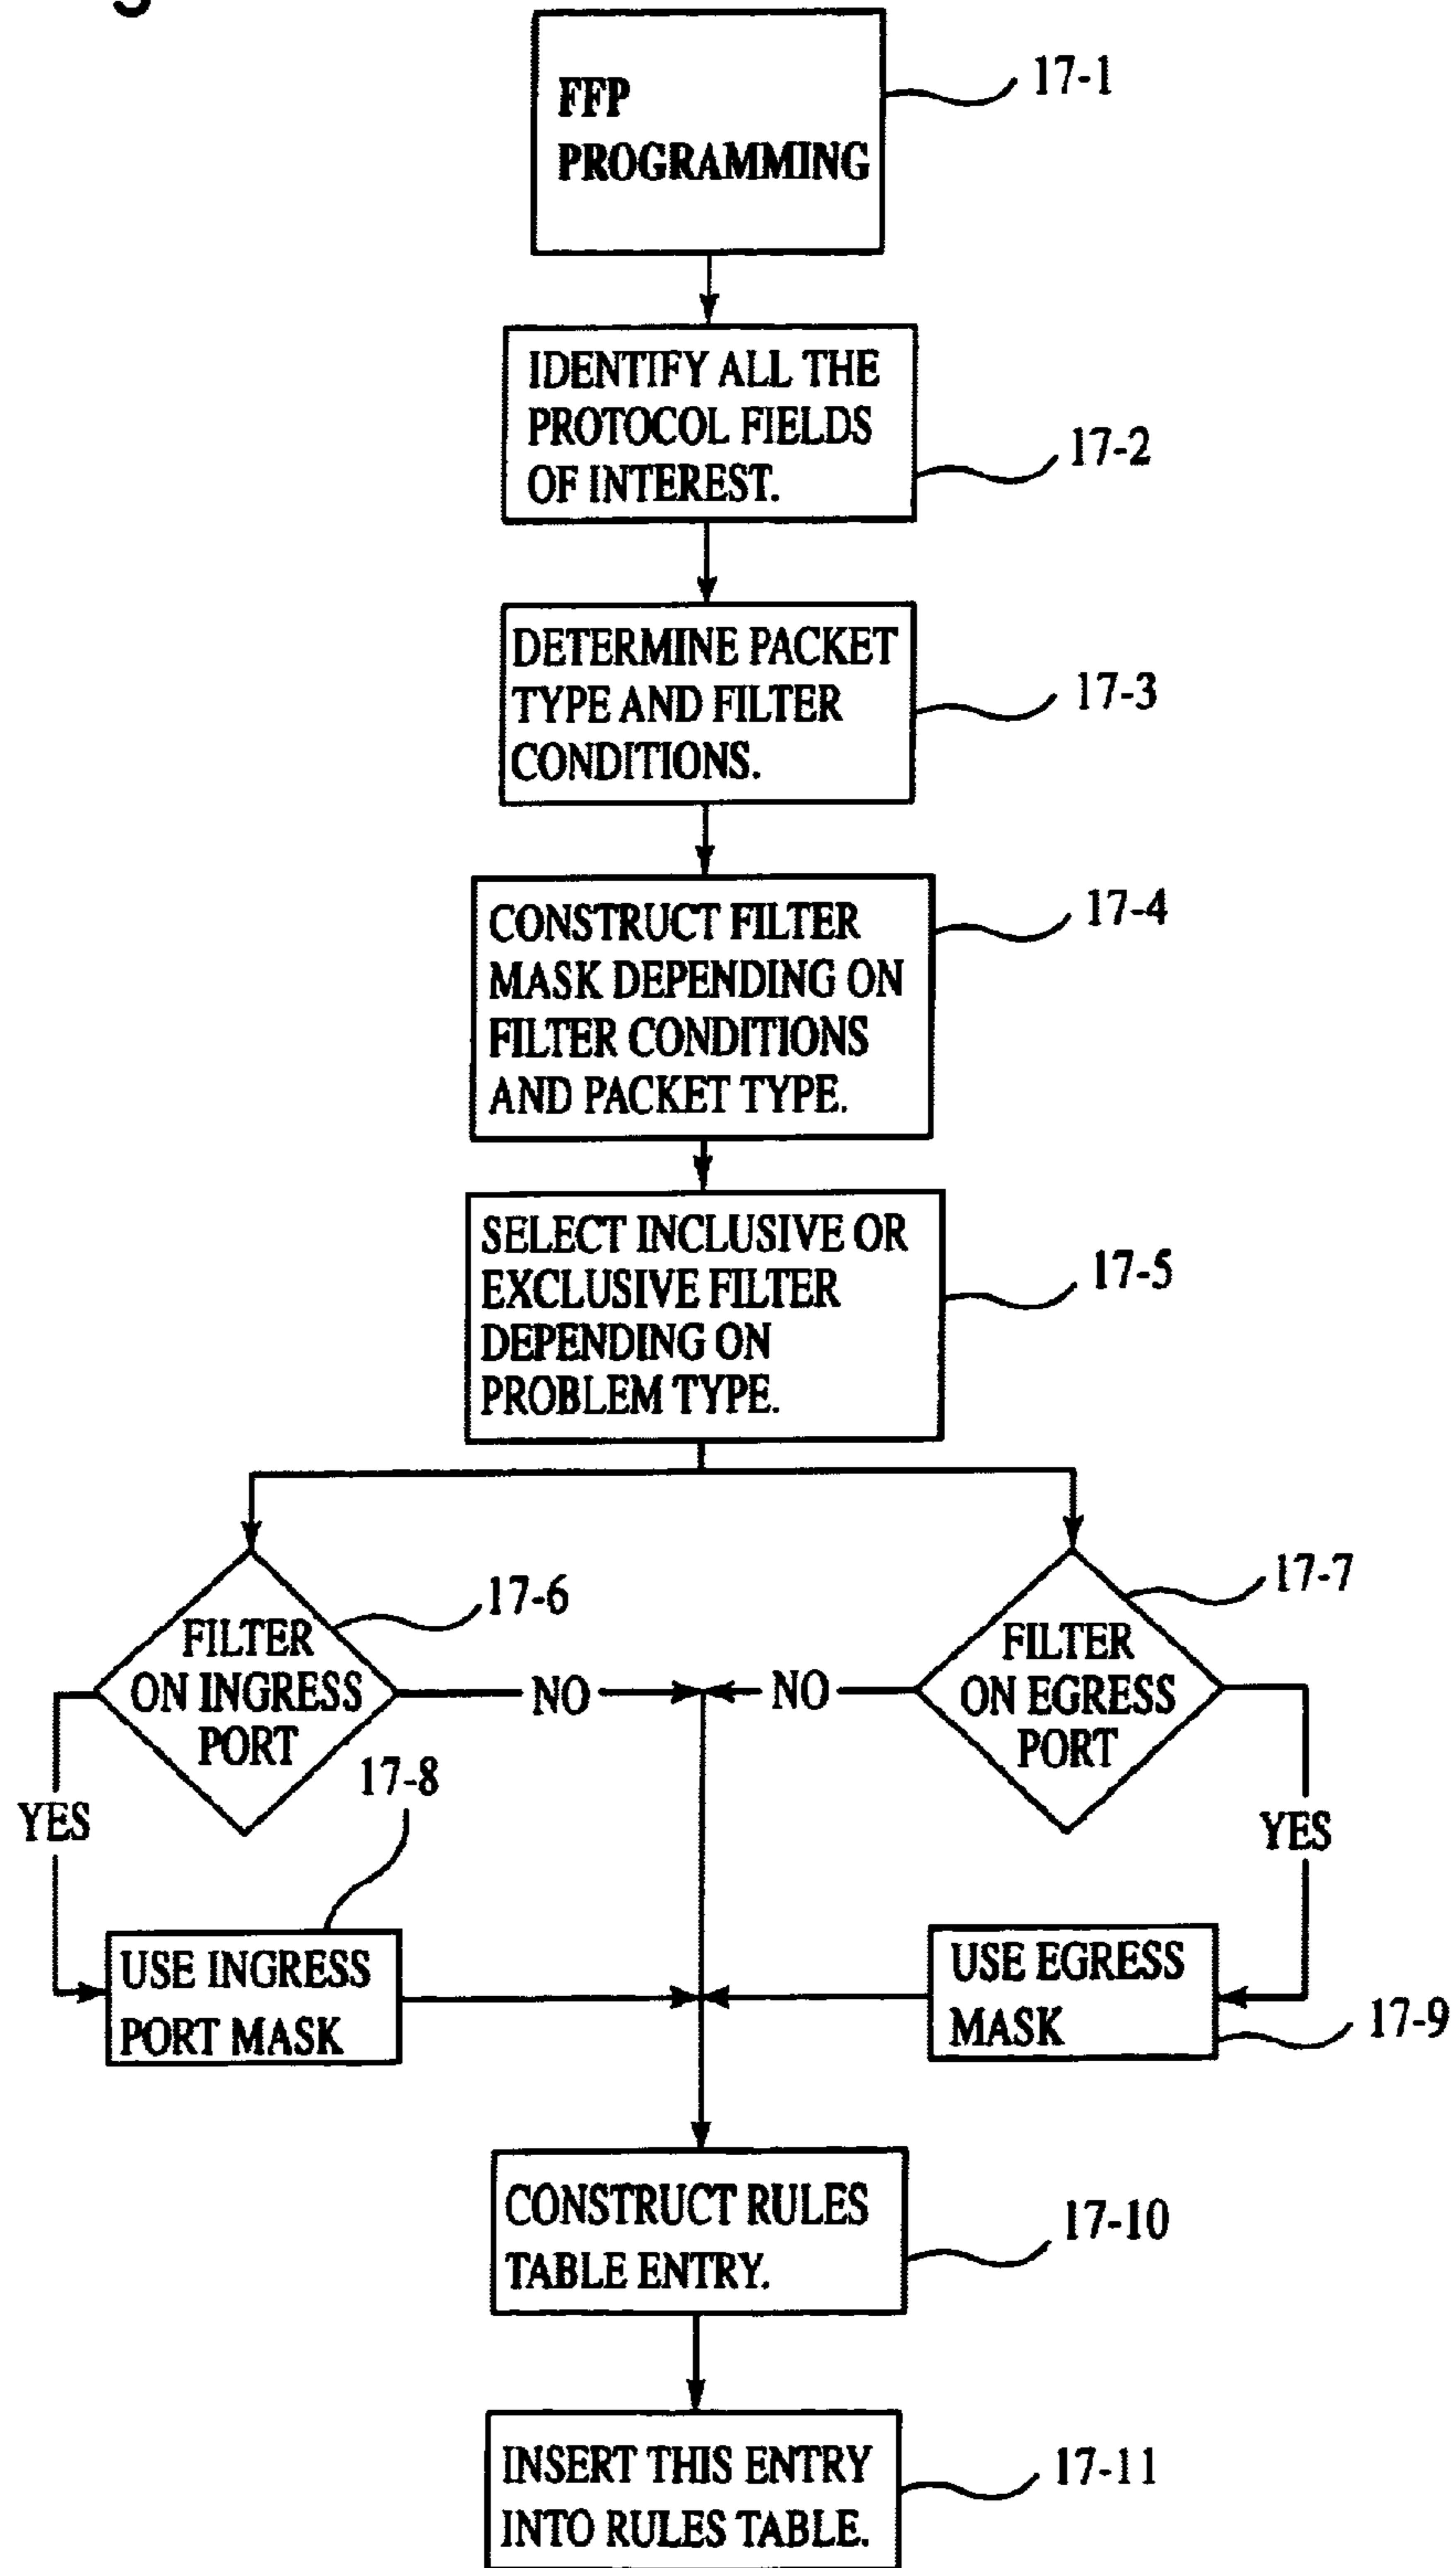 FFP
PROGRAMMING
17-1
IDENTIFY ALL THE
PROTOCOL FIELDS
OF INTEREST.
17-2
DETERMINE PACKET
TYPE AND FILTER
CONDITIONS.
17-3
CONSTRUCT FILTER
MASK DEPENDING ON
FILTER CONDITIONS
AND PACKET TYPE.
17-4
SELECT INCLUSIVE OR
EXCLUSIVE FILTER
DEPENDING ON
PROBLEM TYPE.
17-5
FILTER
ON INGRESS
PORT
17-6
NO
NO
FILTER
ON EGRESS
PORT
17-7
YES
YES
17-8
USE INGRESS
PORT MASK
USE EGRESS
MASK
17-9
CONSTRUCT RULES
TABLE ENTRY.
17-10
INSERT THIS ENTRY
INTO RULES TABLE.
17-11